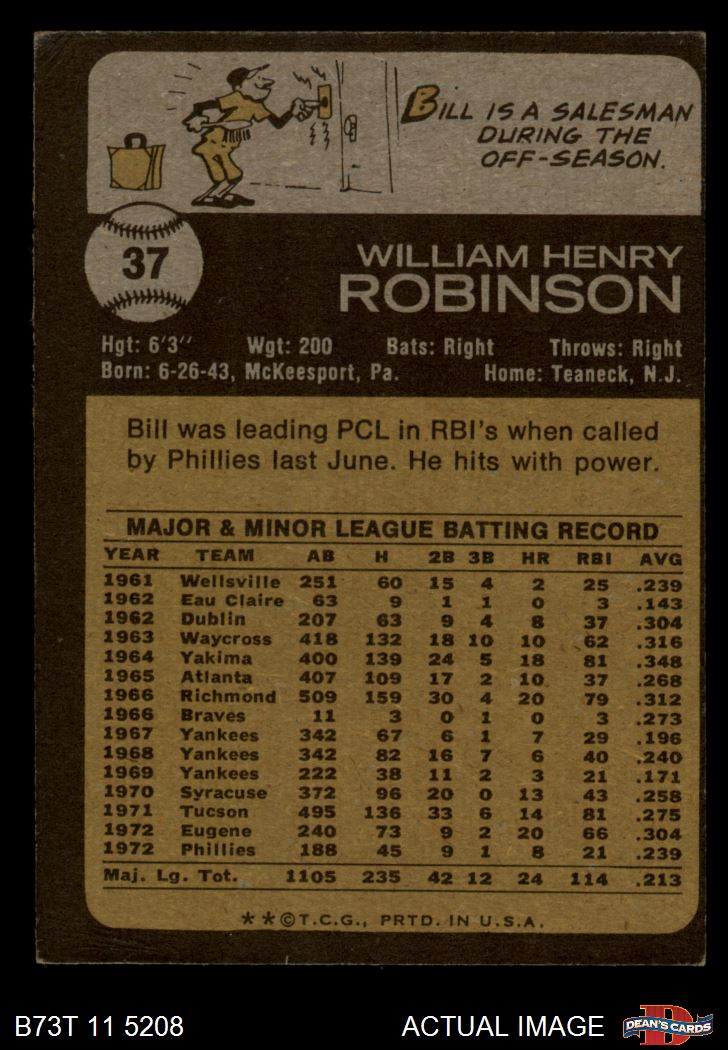 BILL IS A SALESMAN
DURING THE
OFF-SEASON.
37
WILLIAM HENRY
ROBINSON
Hgt: 6'3" Wgt: 200 Bats: Right Throws: Right
Born: 6-26-43, McKeesport, Pa. Home: Teaneck, N.J.
Bill was leading PCL in RBI's when called
by Phillies last June. He hits with power.
MAJOR & MINOR LEAGUE BATTING RECORD
YEAR TEAM AB H 2B 3B HR RBI AVG
1961 Wellsville 251 60 15 4 2 25 .239
1962 Eau Claire 63 9 1 1 0 3 .143
1962 Dublin 207 63 9 4 8 37 .304
1963 Waycross 418 132 18 10 10 62 .316
1964 Yakima 400 139 24 5 18 81 .348
1965 Atlanta 407 109 17 2 10 37 .268
1966 Richmond 509 159 30 4 20 79 .312
1966 Braves 11 3 0 1 0 3 .273
1967 Yankees 342 67 6 1 7 29 .196
1968 Yankees 342 82 16 7 6 40 .240
1969 Yankees 222 38 11 2 3 21 .171
1970 Syracuse 372 96 20 0 13 43 .258
1971 Tucson 495 136 33 6 14 81 .275
1972 Eugene 240 73 9 2 20 66 .304
1972 Phillies 188 45 9 1 8 21 .239
Maj. Lg. Tot. 1105 235 42 12 24 114 .213
**©T.C.G., PRTD. IN U.S.A.
B73T 11 5208 ACTUAL IMAGE
D
DEAN'S CARDS